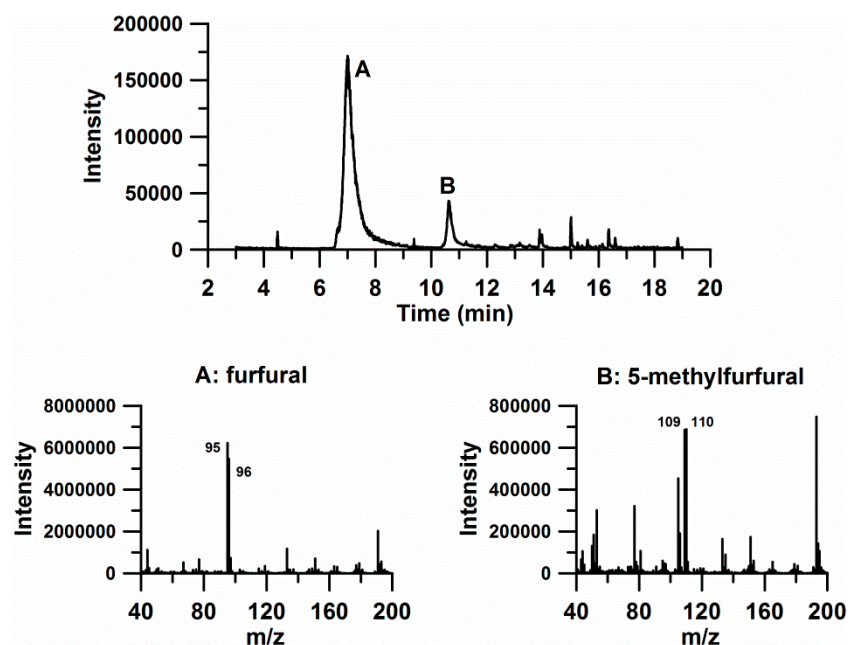 200000
150000
100000
50000
0
Intensity
A
B
2 4 6 8 10 12 14 16 18 20
Time (min)
A: furfural
8000000
6000000
4000000
2000000
0
Intensity
95
96
40 80 120 160 200
m/z
B: 5-methylfurfural
800000
600000
400000
200000
0
Intensity
109 110
40 80 120 160 200
m/z